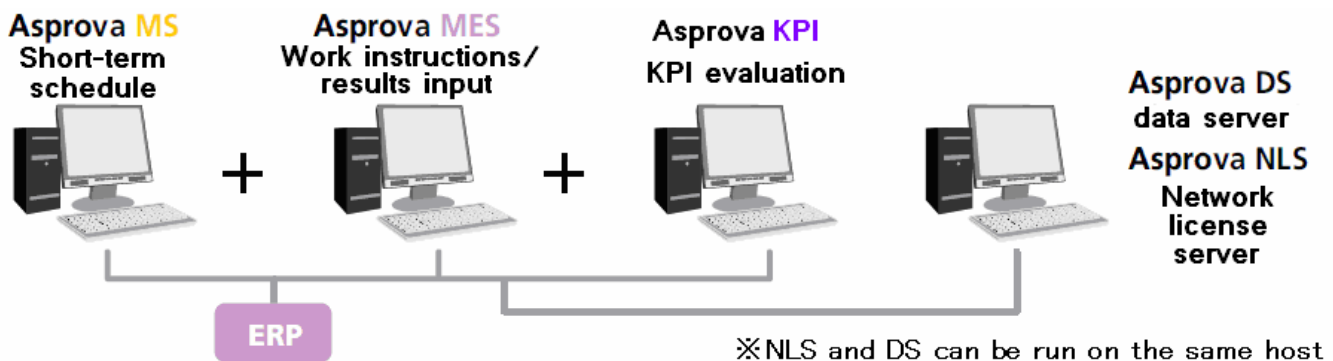 Asprova MS
Short-term
schedule
Asprova MES
Work instructions/
results input
Asprova KPI
KPI evaluation
Asprova DS
data server
Asprova NLS
Network
license
server
+
+
ERP
※NLS and DS can be run on the same host